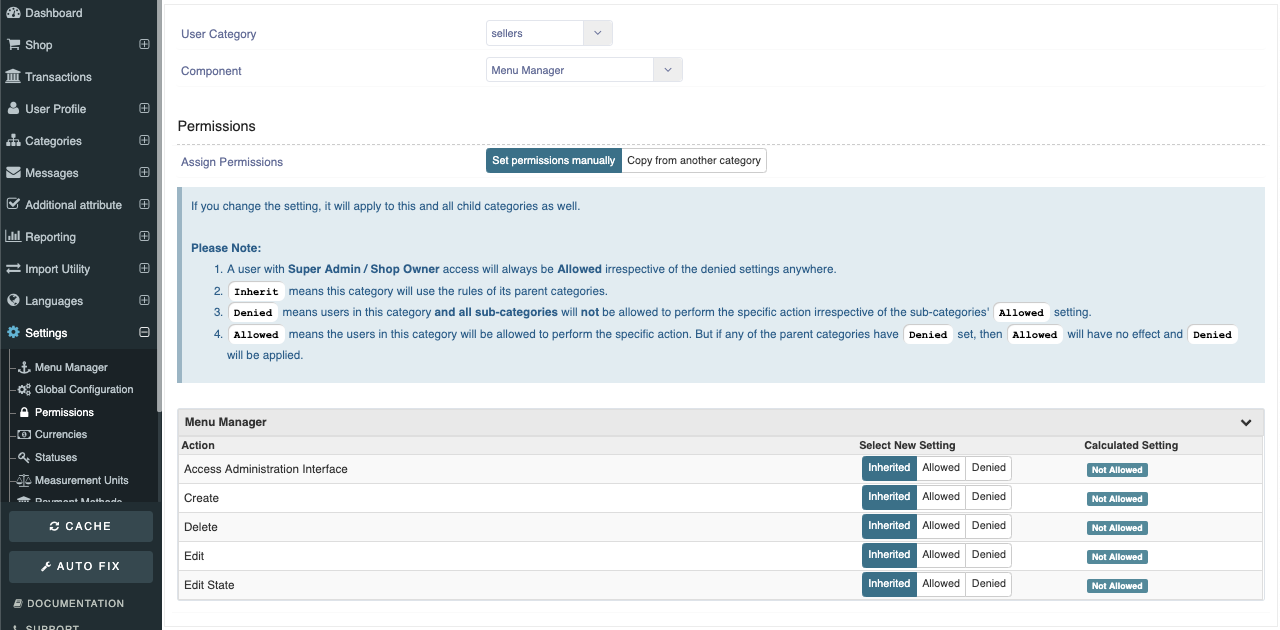 Dashboard
Shop
Transactions
User Profile
Categories
Messages
Additional attribute
Reporting
Import Utility
Languages
Settings
Menu Manager
Global Configuration
Permissions
Currencies
Statuses
Measurement Units
Payment Methods
CACHE
AUTO FIX
DOCUMENTATION
SUPPORT
User Category
sellers
Component
Menu Manager
Permissions
Assign Permissions
Set permissions manually Copy from another category
If you change the setting, it will apply to this and all child categories as well.
Please Note:
1. A user with Super Admin / Shop Owner access will always be Allowed irrespective of the denied settings anywhere.
2. Inherit means this category will use the rules of its parent categories.
3. Denied means users in this category and all sub-categories will not be allowed to perform the specific action irrespective of the sub-categories' Allowed setting.
4. Allowed means the users in this category will be allowed to perform the specific action. But if any of the parent categories have Denied set, then Allowed will have no effect and Denied
will be applied.
Menu Manager
Action Select New Setting Calculated Setting
Access Administration Interface Inherited Allowed Denied Not Allowed
Create Inherited Allowed Denied Not Allowed
Delete Inherited Allowed Denied Not Allowed
Edit Inherited Allowed Denied Not Allowed
Edit State Inherited Allowed Denied Not Allowed